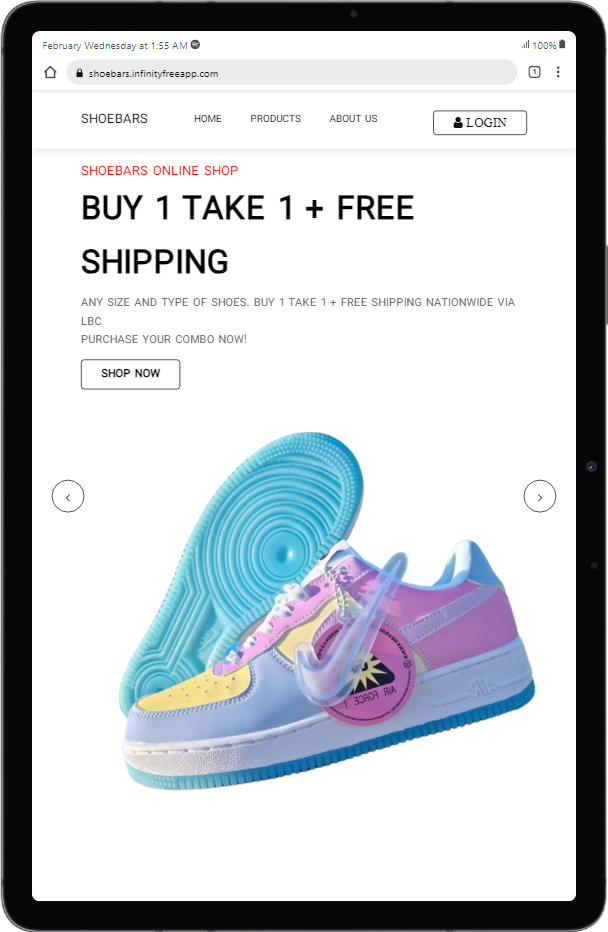 February Wednesday at 1:55 AM
100%
shoebars.infinityfreeapp.com
1
SHOEBARS HOME PRODUCTS ABOUT US LOGIN
SHOEBARS ONLINE SHOP
BUY 1 TAKE 1 + FREE
SHIPPING
ANY SIZE AND TYPE OF SHOES. BUY 1 TAKE 1 + FREE SHIPPING NATIONWIDE VIA
LBC
PURCHASE YOUR COMBO NOW!
SHOP NOW
AIR
AIR FORCE 1